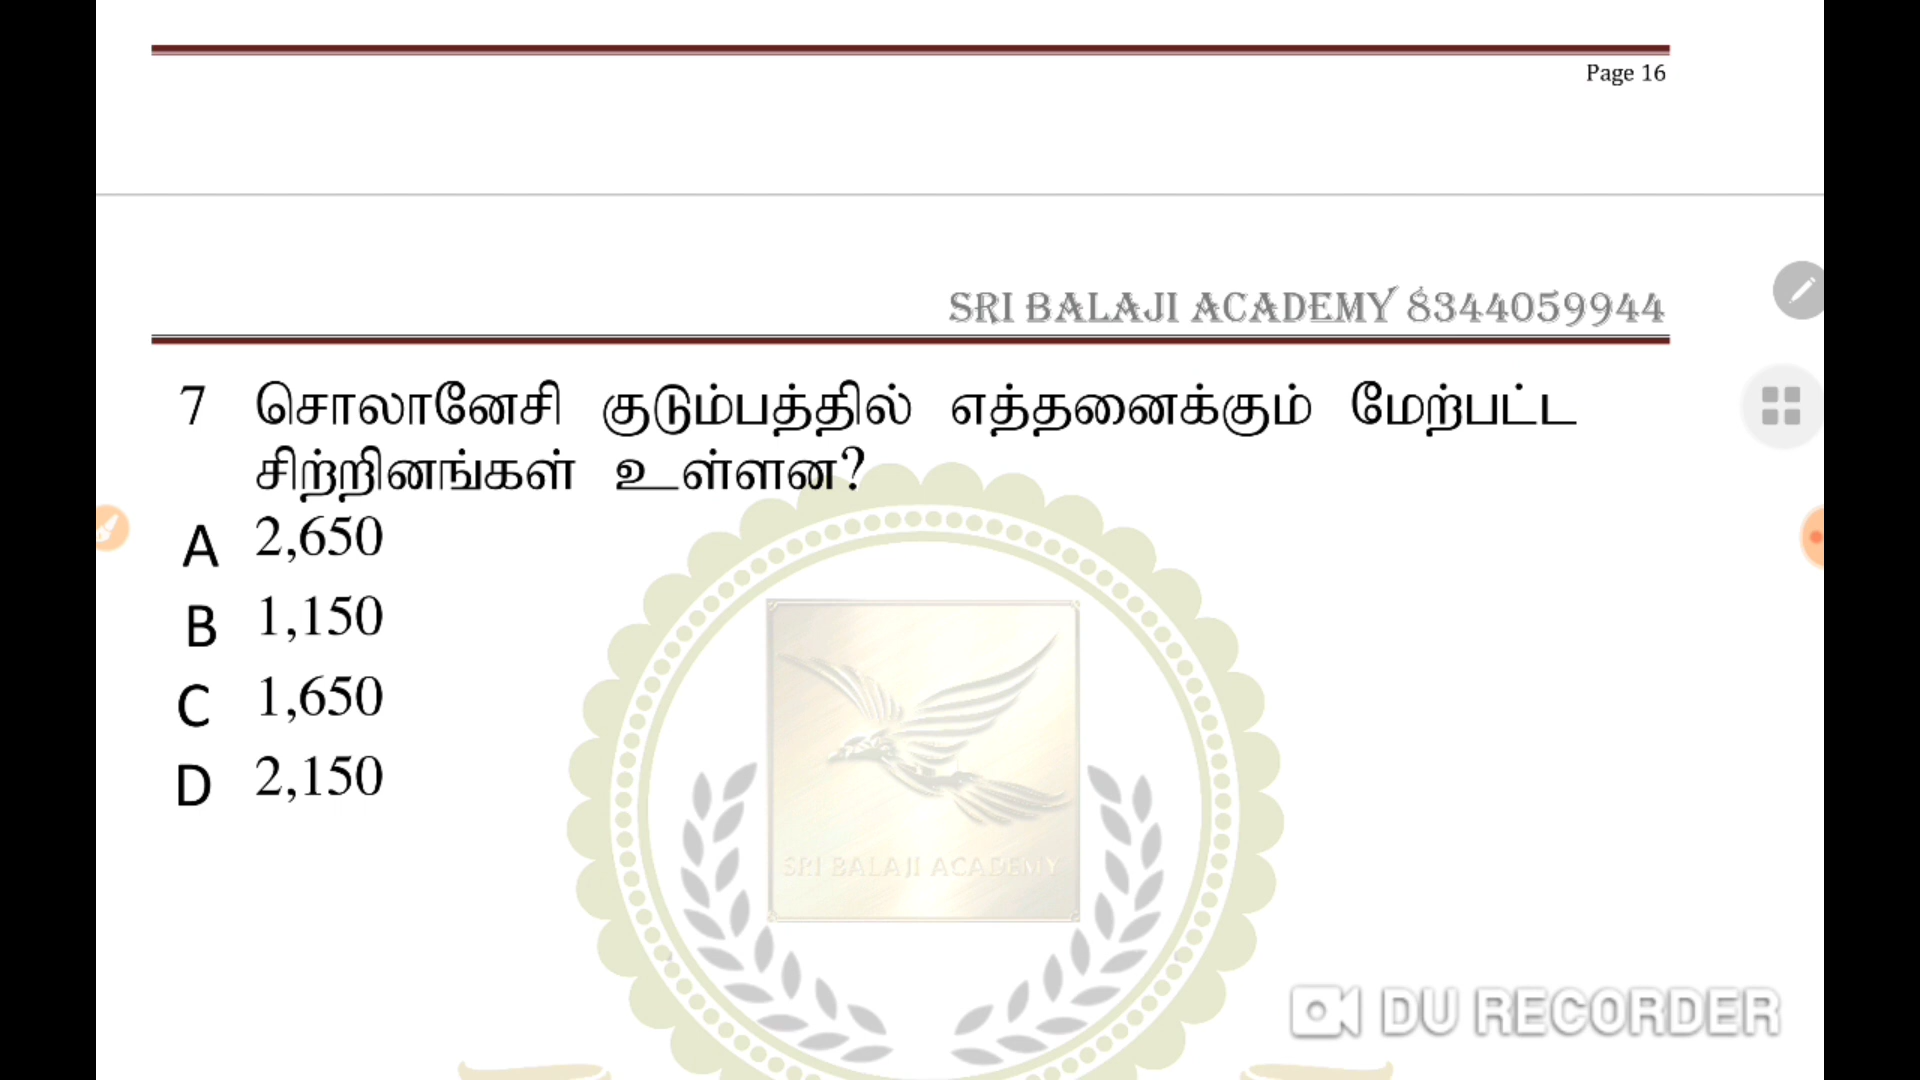 Page 16
SRI BALAJI ACADEMY 8344059944
7 சொலானேசி குடும்பத்தில் எத்தனைக்கும் மேற்பட்ட
சிற்றினங்கள் உள்ளன?
A 2,650
B 1,150
C 1,650
D 2,150
SRI BALAJI ACADEMY
DU RECORDER